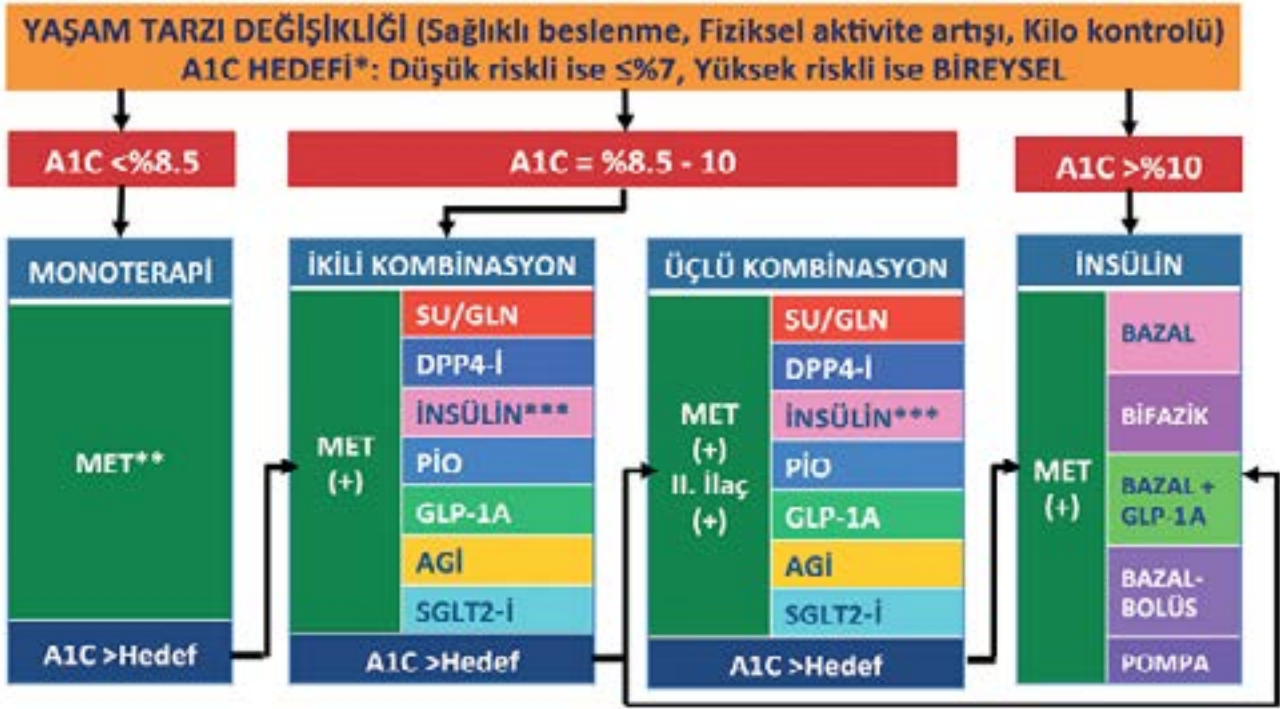 YAŞAM TARZI DEĞİŞİKLİĞİ (Sağlıklı beslenme, Fiziksel aktivite artışı, Kilo kontrolü)
A1C HEDEFİ*: Düşük riskli ise ≤%7, Yüksek riskli ise BİREYSEL
A1C <%8.5
A1C = %8.5 - 10
A1C >%10
MONOTERAPİ
MET**
A1C >Hedef
İKİLİ KOMBİNASYON
MET
(+)
SU/GLN
DPP4-İ
İNSÜLİN***
PİO
GLP-1A
AGİ
SGLT2-İ
A1C >Hedef
ÜÇLÜ KOMBİNASYON
MET
(+)
II. İlaç
(+)
SU/GLN
DPP4-İ
İNSÜLİN***
PİO
GLP-1A
AGİ
SGLT2-İ
A1C >Hedef
İNSÜLİN
MET
(+)
BAZAL
BİFAZİK
BAZAL +
GLP-1A
BAZAL-
BOLÜS
POMPA